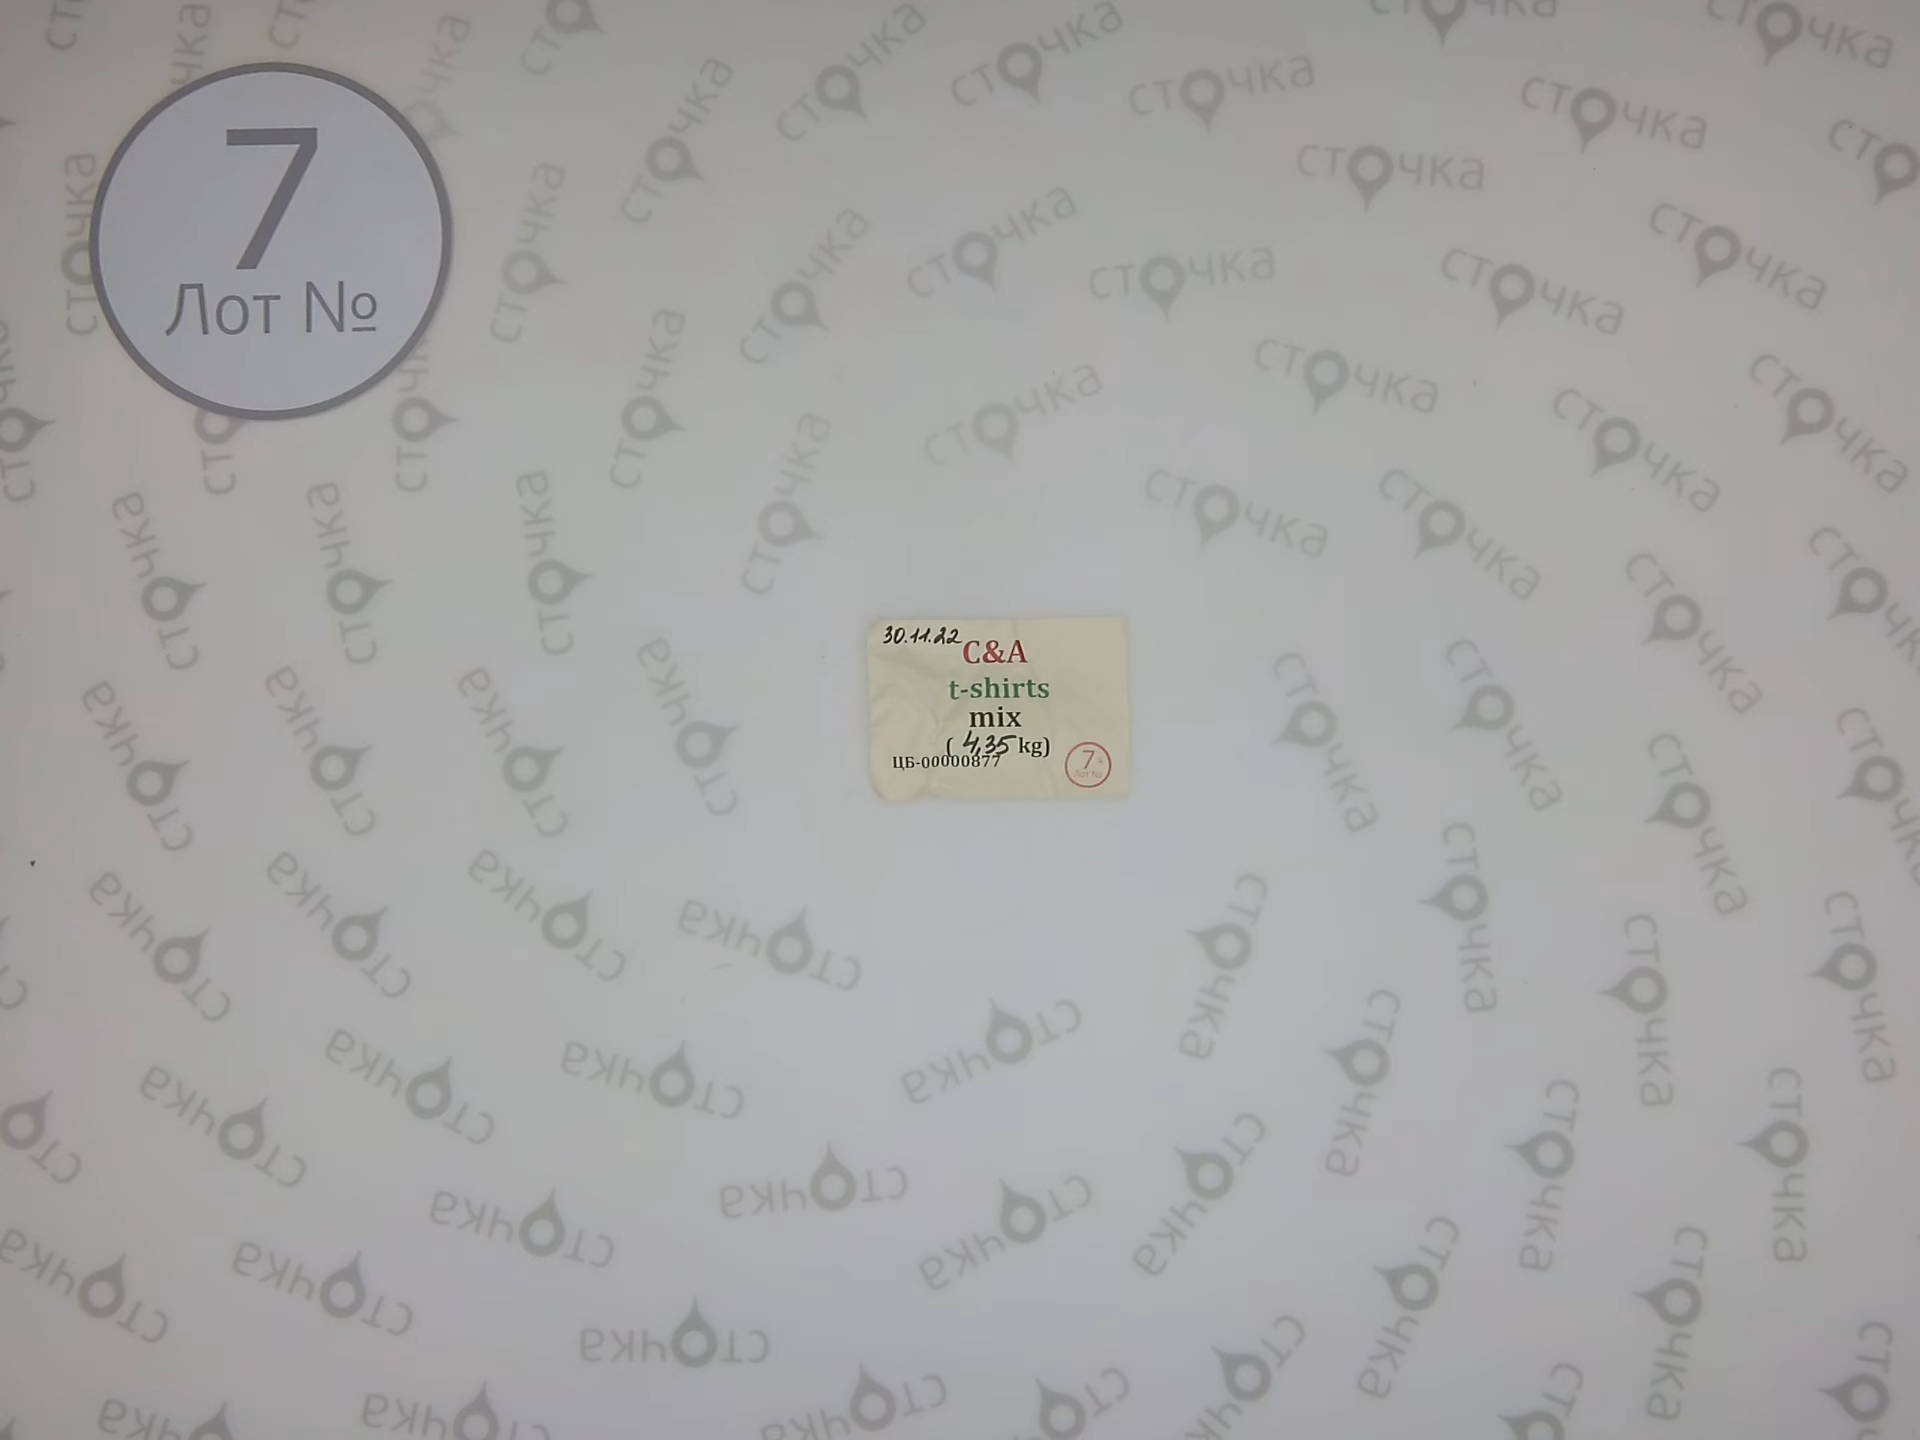 7
Лот №
30.11.22
C&A
t-shirts
mix
( 4,35 kg)
ЦБ-00000877
7
Лот №
сточка